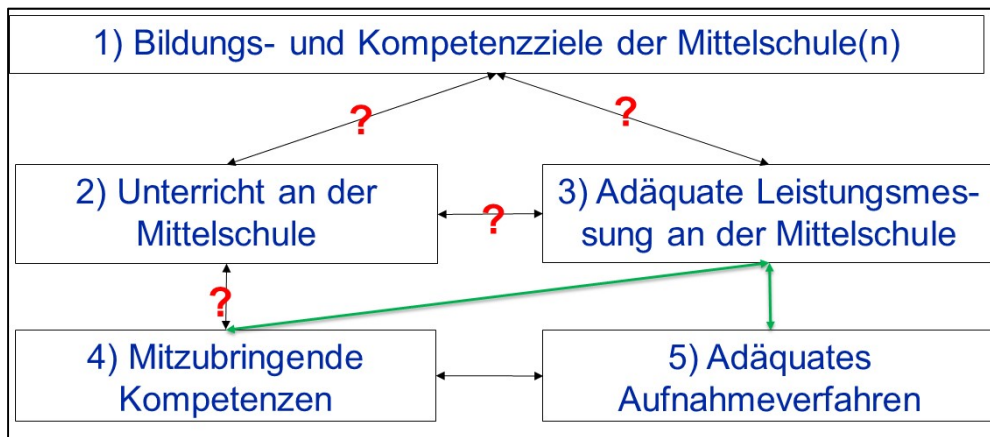 1) Bildungs- und Kompetenzziele der Mittelschule(n)
?
?
2) Unterricht an der
Mittelschule
?
3) Adäquate Leistungsmes-
sung an der Mittelschule
?
4) Mitzubringende
Kompetenzen
5) Adäquates
Aufnahmeverfahren